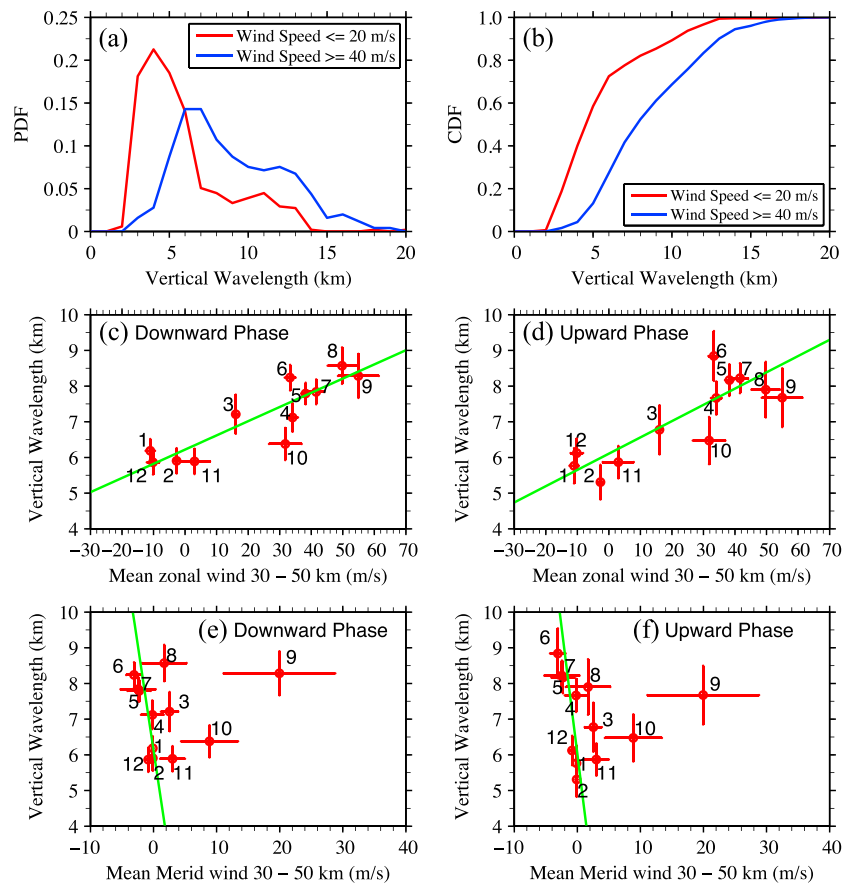 (a)
Wind Speed <= 20 m/s
Wind Speed >= 40 m/s
PDF
0.25
0.2
0.15
0.1
0.05
0
0 5 10 15 20
Vertical Wavelength (km)
(b)
CDF
1.0
0.8
0.6
0.4
0.2
0.0
Wind Speed <= 20 m/s
Wind Speed >= 40 m/s
0 5 10 15 20
Vertical Wavelength (km)
(c) Downward Phase
Vertical Wavelength (km)
10
9
8
7
6
5
4
8
6
5 7
9
3
4
1
10
12 2 11
−30 −20 −10 0 10 20 30 40 50 60 70
Mean zonal wind 30 − 50 km (m/s)
(d) Upward Phase
Vertical Wavelength (km)
10
9
8
7
6
5
4
6
5 7
8 9
4
3
12
10
1 2 11
−30 −20 −10 0 10 20 30 40 50 60 70
Mean zonal wind 30 − 50 km (m/s)
(e) Downward Phase
Vertical Wavelength (km)
10
9
8
7
6
5
4
8
9
6
7
5 3
4
10
1
12 2 11
−10 0 10 20 30 40
Mean Merid wind 30 − 50 km (m/s)
(f) Upward Phase
Vertical Wavelength (km)
10
9
8
7
6
5
4
6
7
8 9
5
4 3
10
12
1 11
2
−10 0 10 20 30 40
Mean Merid wind 30 − 50 km (m/s)